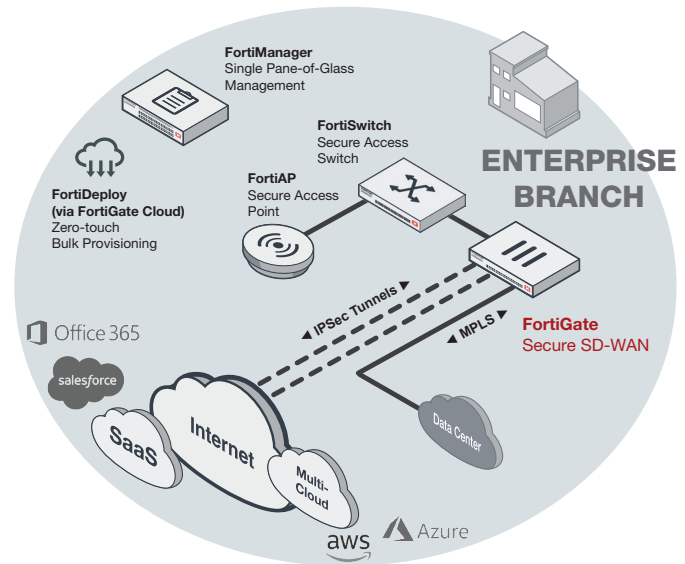 FortiManager
Single Pane-of-Glass
Management
FortiSwitch
Secure Access
Switch
ENTERPRISE
BRANCH
FortiDeploy
(via FortiGate Cloud)
Zero-touch
Bulk Provisioning
FortiAP
Secure Access
Point
IPSec Tunnels
MPLS
FortiGate
Secure SD-WAN
Office 365
salesforce
SaaS
Internet
Multi-
Cloud
Data Center
aws
Azure